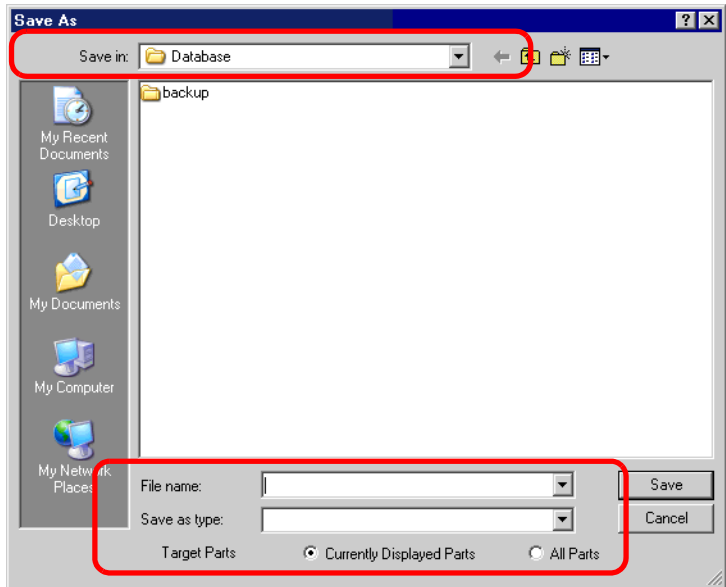 Save As
Save in: Database
backup
My Recent
Documents
Desktop
My Documents
My Computer
My Network
Places
File name:
Save
Save as type:
Cancel
Target Parts Currently Displayed Parts All Parts